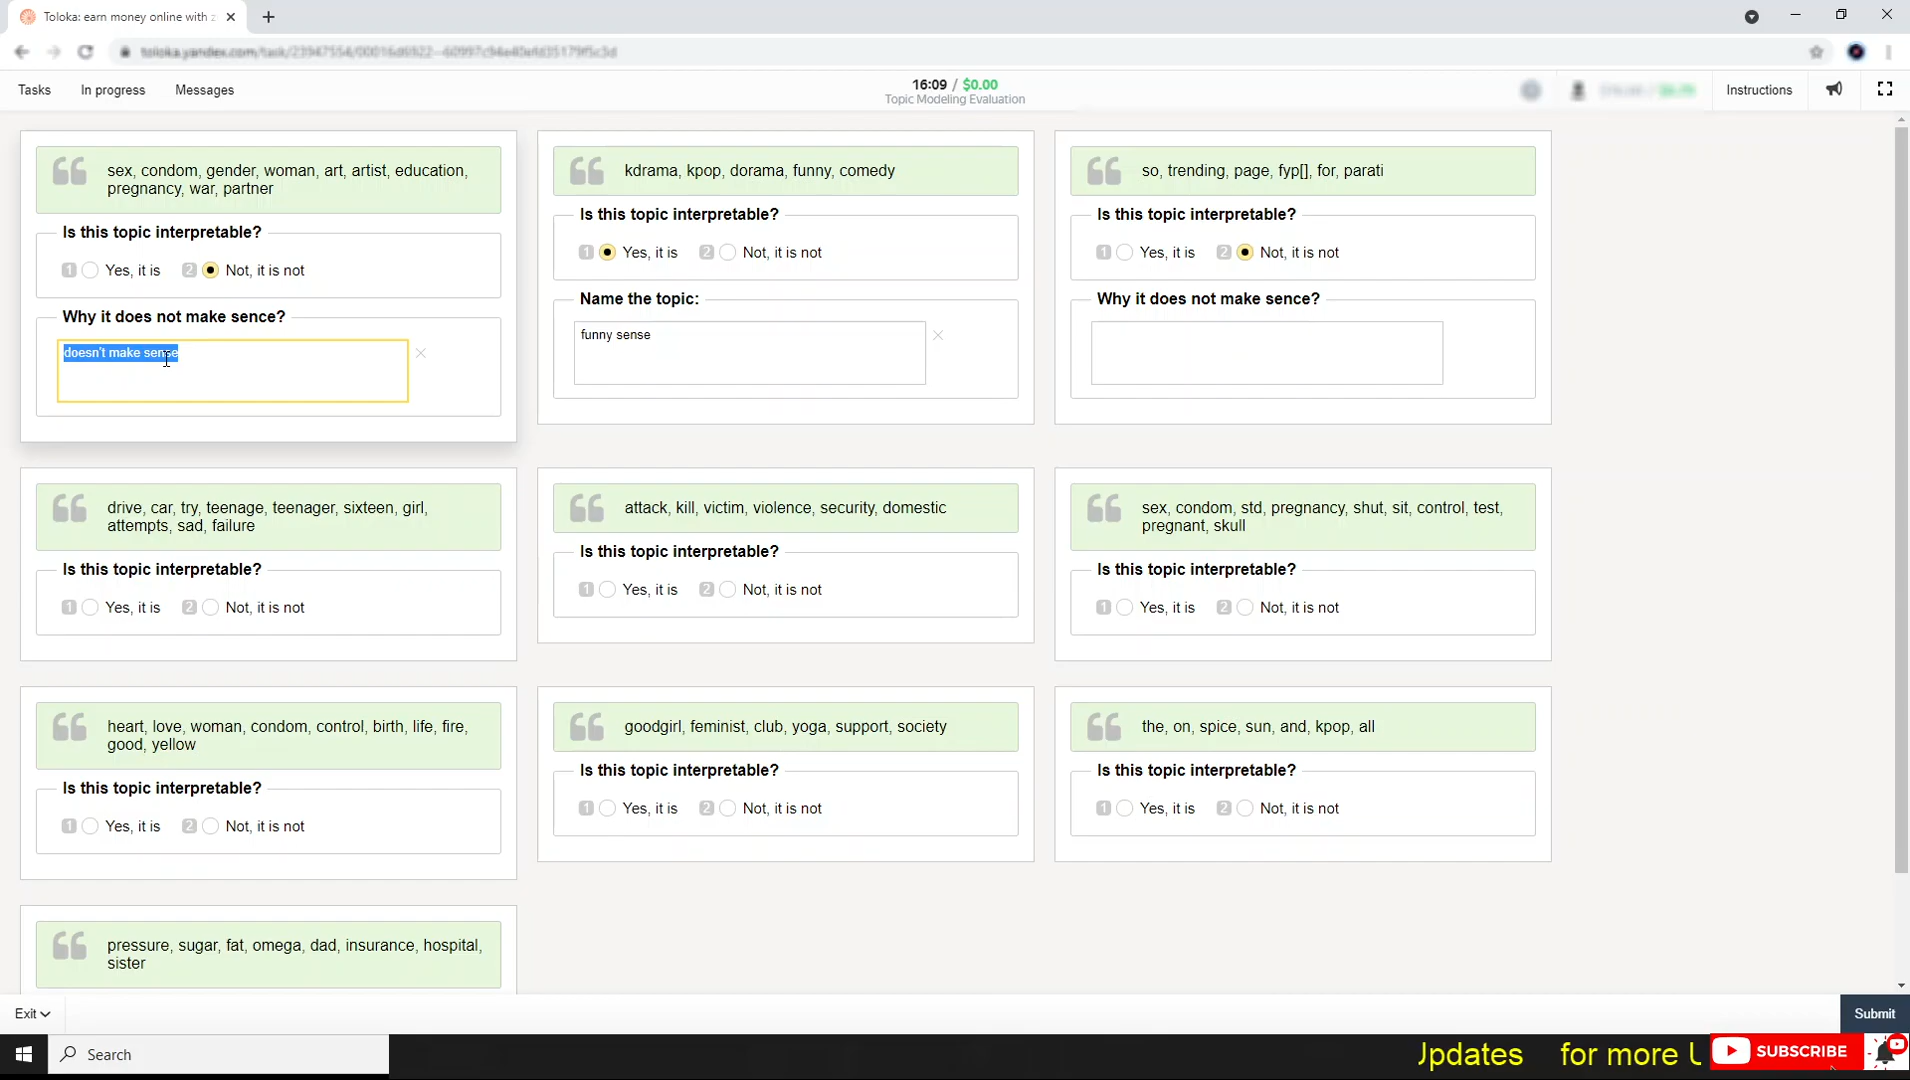 Toloka: earn money online with z
Tasks
In progress
Messages
16:09 / $0.00
Topic Modeling Evaluation
Instructions
sex, condom, gender, woman, art, artist, education,
pregnancy, war, partner
Is this topic interpretable?
1 Yes, it is 2 Not, it is not
Why it does not make sence?
doesn't make sense
kdrama, kpop, dorama, funny, comedy
Is this topic interpretable?
1 Yes, it is 2 Not, it is not
Name the topic:
funny sense
so, trending, page, fyp[], for, parati
Is this topic interpretable?
1 Yes, it is 2 Not, it is not
Why it does not make sence?
drive, car, try, teenage, teenager, sixteen, girl,
attempts, sad, failure
Is this topic interpretable?
1 Yes, it is 2 Not, it is not
attack, kill, victim, violence, security, domestic
Is this topic interpretable?
1 Yes, it is 2 Not, it is not
sex, condom, std, pregnancy, shut, sit, control, test,
pregnant, skull
Is this topic interpretable?
1 Yes, it is 2 Not, it is not
heart, love, woman, condom, control, birth, life, fire,
good, yellow
Is this topic interpretable?
1 Yes, it is 2 Not, it is not
goodgirl, feminist, club, yoga, support, society
Is this topic interpretable?
1 Yes, it is 2 Not, it is not
the, on, spice, sun, and, kpop, all
Is this topic interpretable?
1 Yes, it is 2 Not, it is not
pressure, sugar, fat, omega, dad, insurance, hospital,
sister
Exit
Submit
Search
Updates for more U
SUBSCRIBE